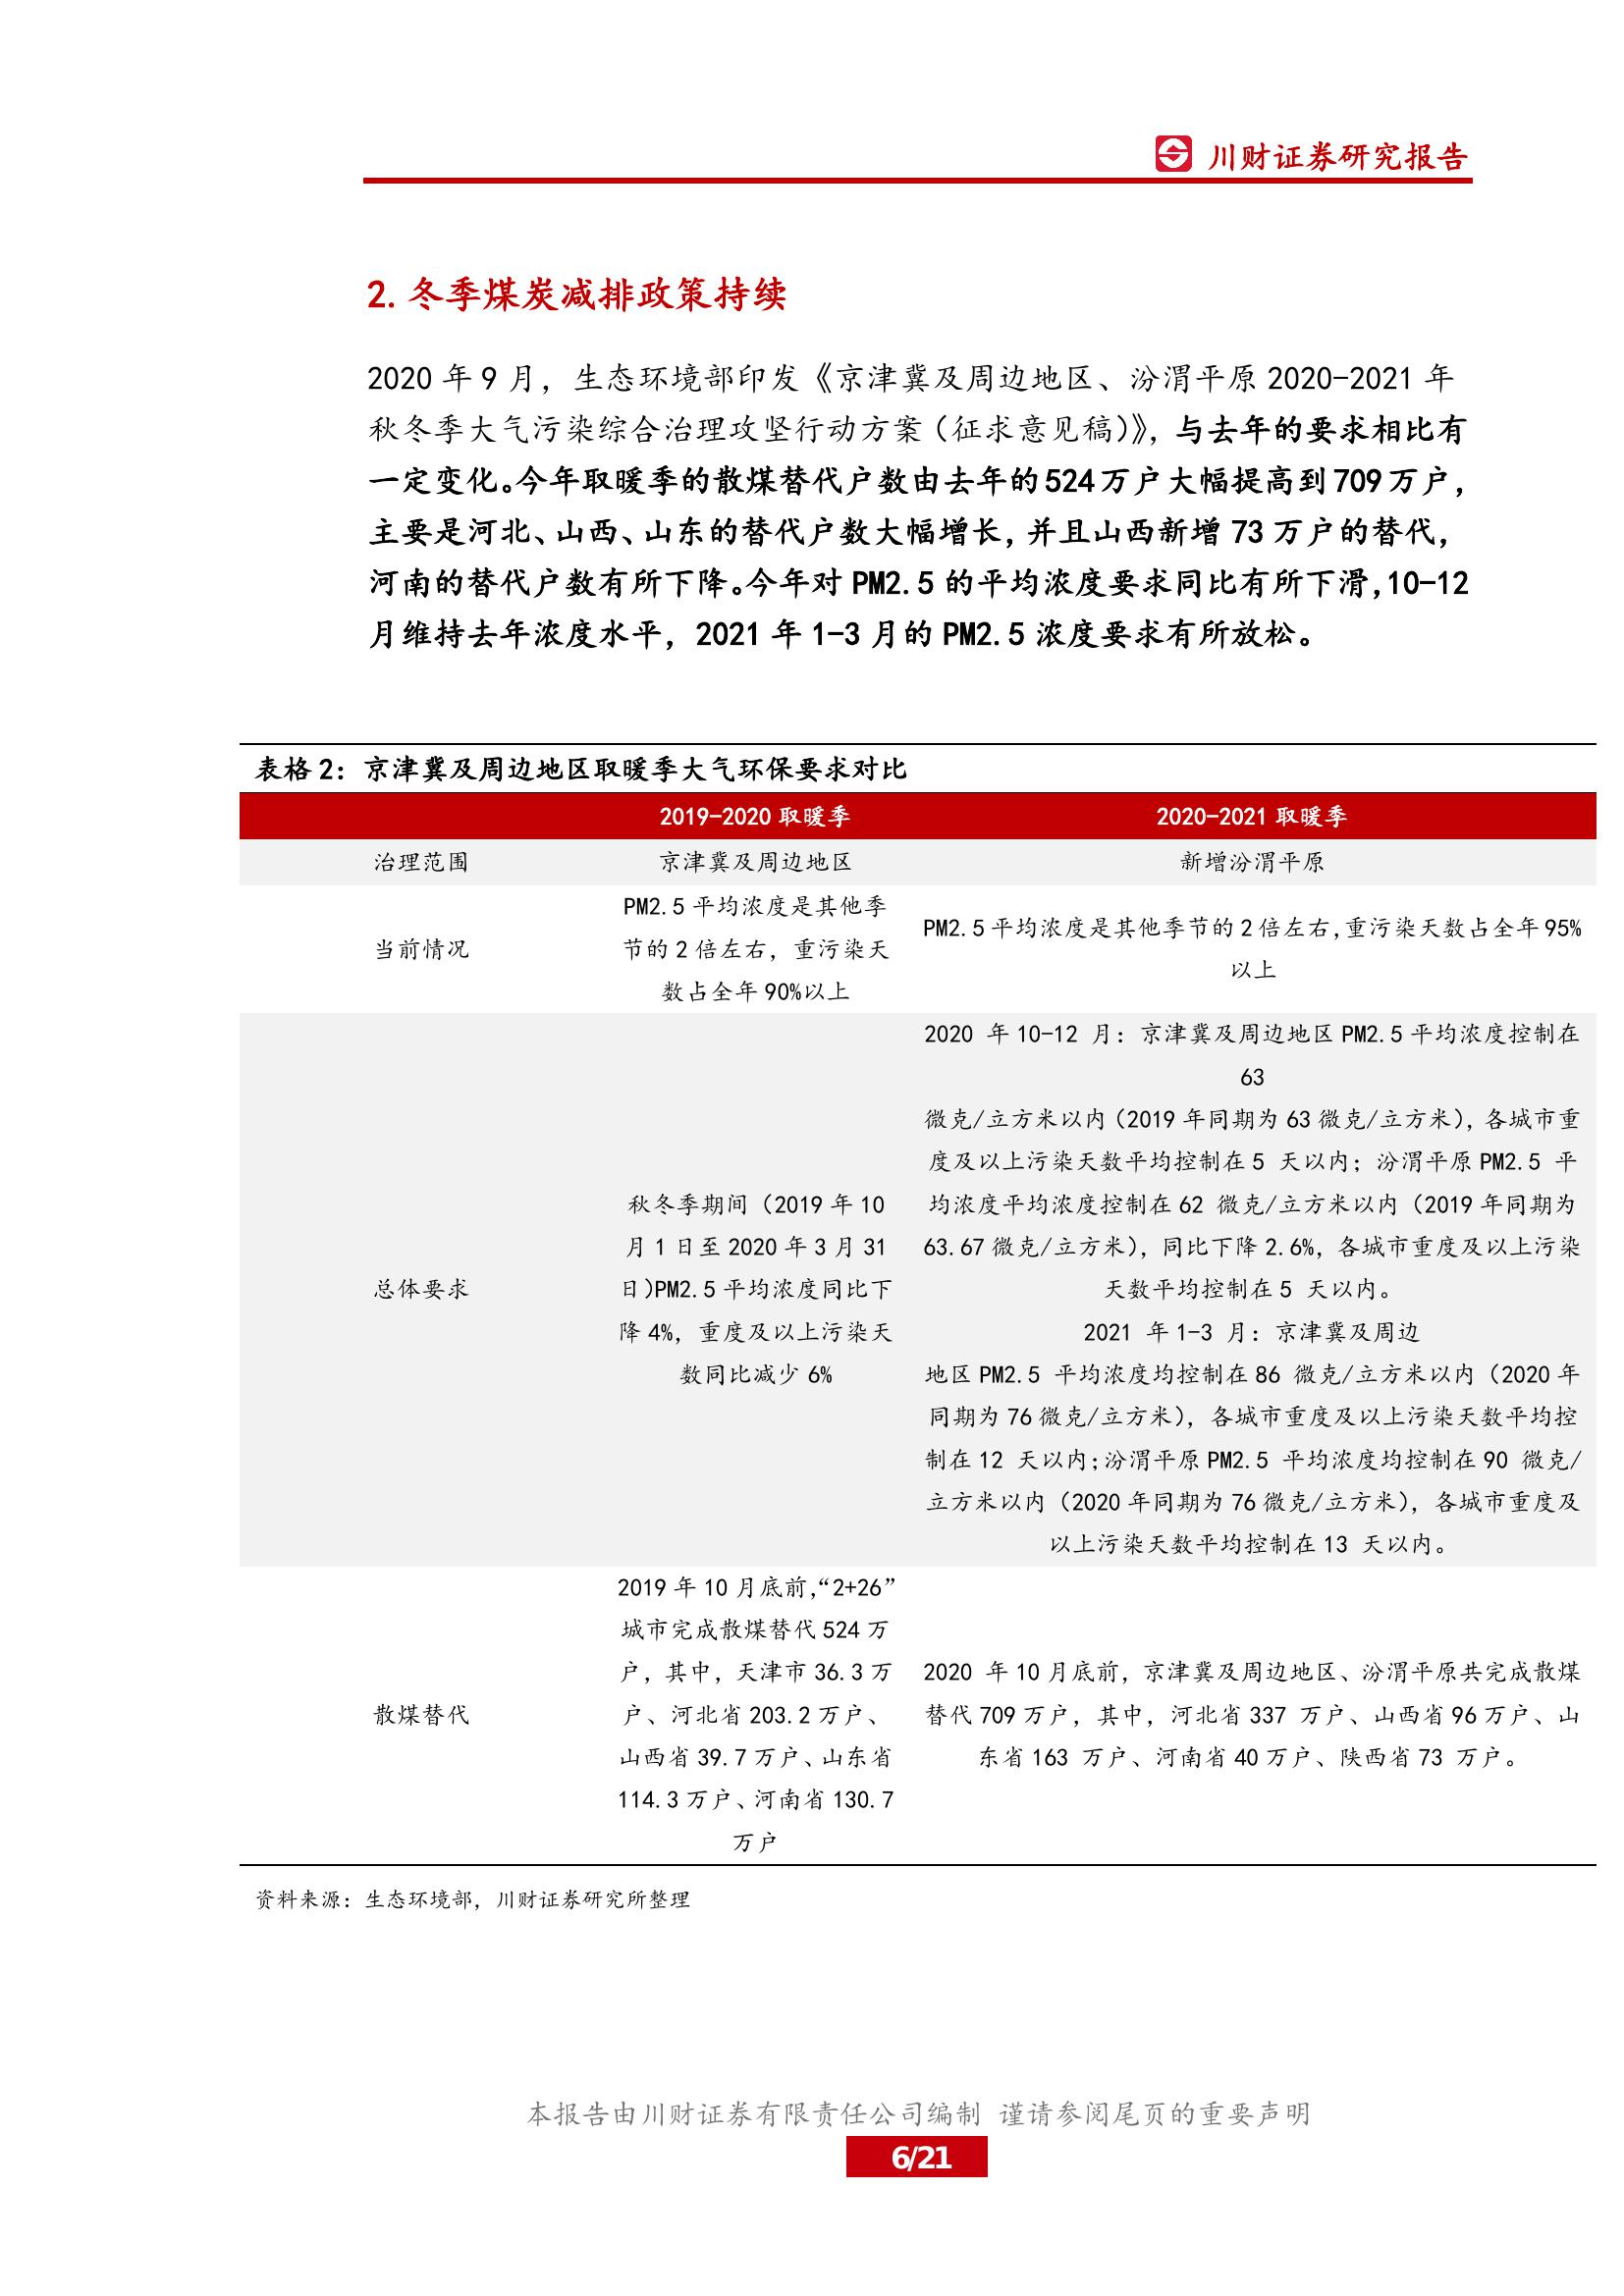 川财证券研究报告
2.冬季煤炭减排政策持续
2020年9月，生态环境部印发《京津冀及周边地区、汾渭平原2020-2021年
秋冬季大气污染综合治理攻坚行动方案（征求意见稿）》，与去年的要求相比有
一定变化。今年取暖季的散煤替代户数由去年的524万户大幅提高到709万户，
主要是河北、山西、山东的替代户数大幅增长，并且山西新增73万户的替代，
河南的替代户数有所下降。今年对PM2.5的平均浓度要求同比有所下滑，10-12
月维持去年浓度水平，2021年1-3月的PM2.5浓度要求有所放松。
表格2：京津冀及周边地区取暖季大气环保要求对比
2019-2020取暖季 2020-2021取暖季
治理范围 京津冀及周边地区 新增汾渭平原
当前情况
PM2.5平均浓度是其他季
节的2倍左右，重污染天
数占全年90%以上
PM2.5平均浓度是其他季节的2倍左右,重污染天数占全年95%
以上
总体要求
秋冬季期间（2019年10
月1日至2020年3月31
日)PM2.5平均浓度同比下
降4%，重度及以上污染天
数同比减少6%
2020 年10-12 月：京津冀及周边地区PM2.5平均浓度控制在
63
微克/立方米以内（2019年同期为63微克/立方米），各城市重
度及以上污染天数平均控制在5 天以内；汾渭平原PM2.5 平
均浓度平均浓度控制在62 微克/立方米以内（2019年同期为
63.67微克/立方米），同比下降2.6%，各城市重度及以上污染
天数平均控制在5 天以内。
2021 年1-3 月：京津冀及周边
地区PM2.5 平均浓度均控制在86 微克/立方米以内（2020年
同期为76微克/立方米），各城市重度及以上污染天数平均控
制在12 天以内;汾渭平原PM2.5 平均浓度均控制在90 微克/
立方米以内（2020年同期为76微克/立方米），各城市重度及
以上污染天数平均控制在13 天以内。
散煤替代
2019年10月底前,“2+26”
城市完成散煤替代524万
户，其中，天津市36.3万
户、河北省203.2万户、
山西省39.7万户、山东省
114.3万户、河南省130.7
万户
2020 年10月底前，京津冀及周边地区、汾渭平原共完成散煤
替代709万户，其中，河北省337 万户、山西省96万户、山
东省163 万户、河南省40万户、陕西省73 万户。
资料来源：生态环境部，川财证券研究所整理
本报告由川财证券有限责任公司编制 谨请参阅尾页的重要声明
6/21